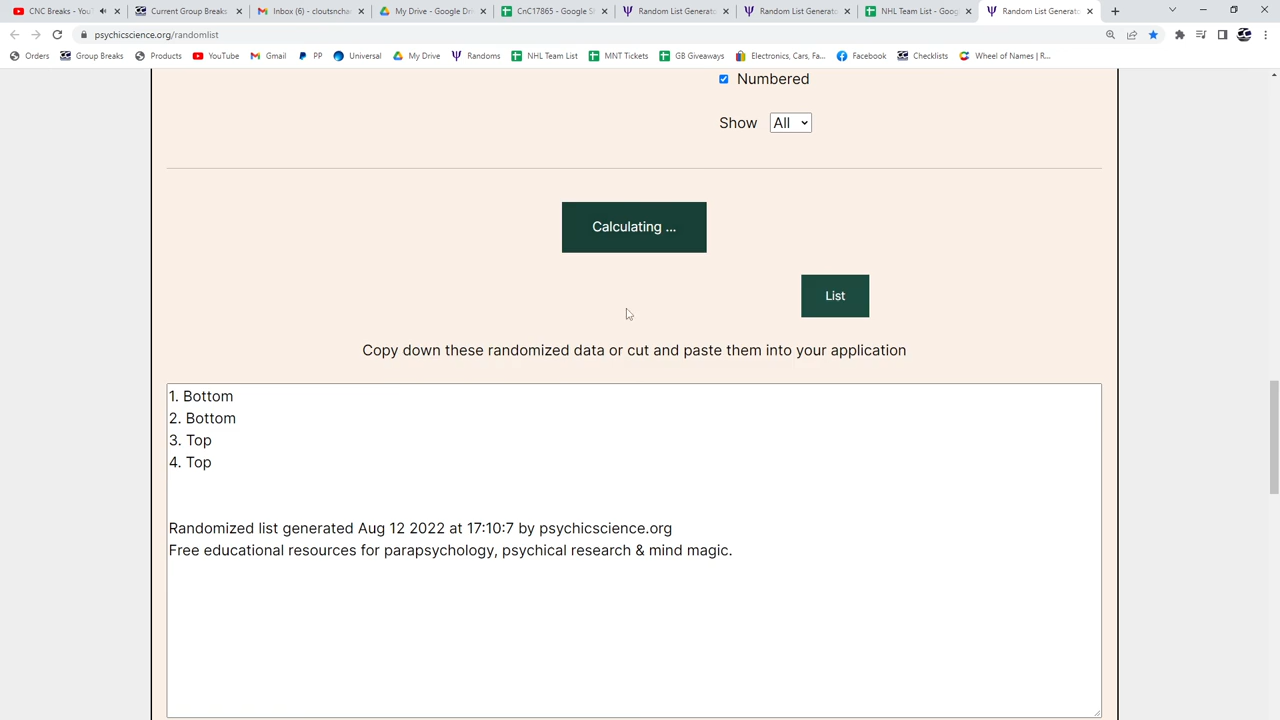 CNC Breaks - You
Current Group Breaks
Inbox (6) - cloutsncha
My Drive - Google Dri
CnC17865 - Google S
Random List Generato
Random List Generato
NHL Team List - Goog
Random List Generato
psychicscience.org/randomlist
Orders
Group Breaks
Products
YouTube
Gmail
PP
Universal
My Drive
Randoms
NHL Team List
MNT Tickets
GB Giveaways
Electronics, Cars, Fa...
Facebook
Checklists
Wheel of Names | R...
Numbered
Show All
Calculating ...
List
Copy down these randomized data or cut and paste them into your application
1. Bottom
2. Bottom
3. Top
4. Top
Randomized list generated Aug 12 2022 at 17:10:7 by psychicscience.org
Free educational resources for parapsychology, psychical research & mind magic.